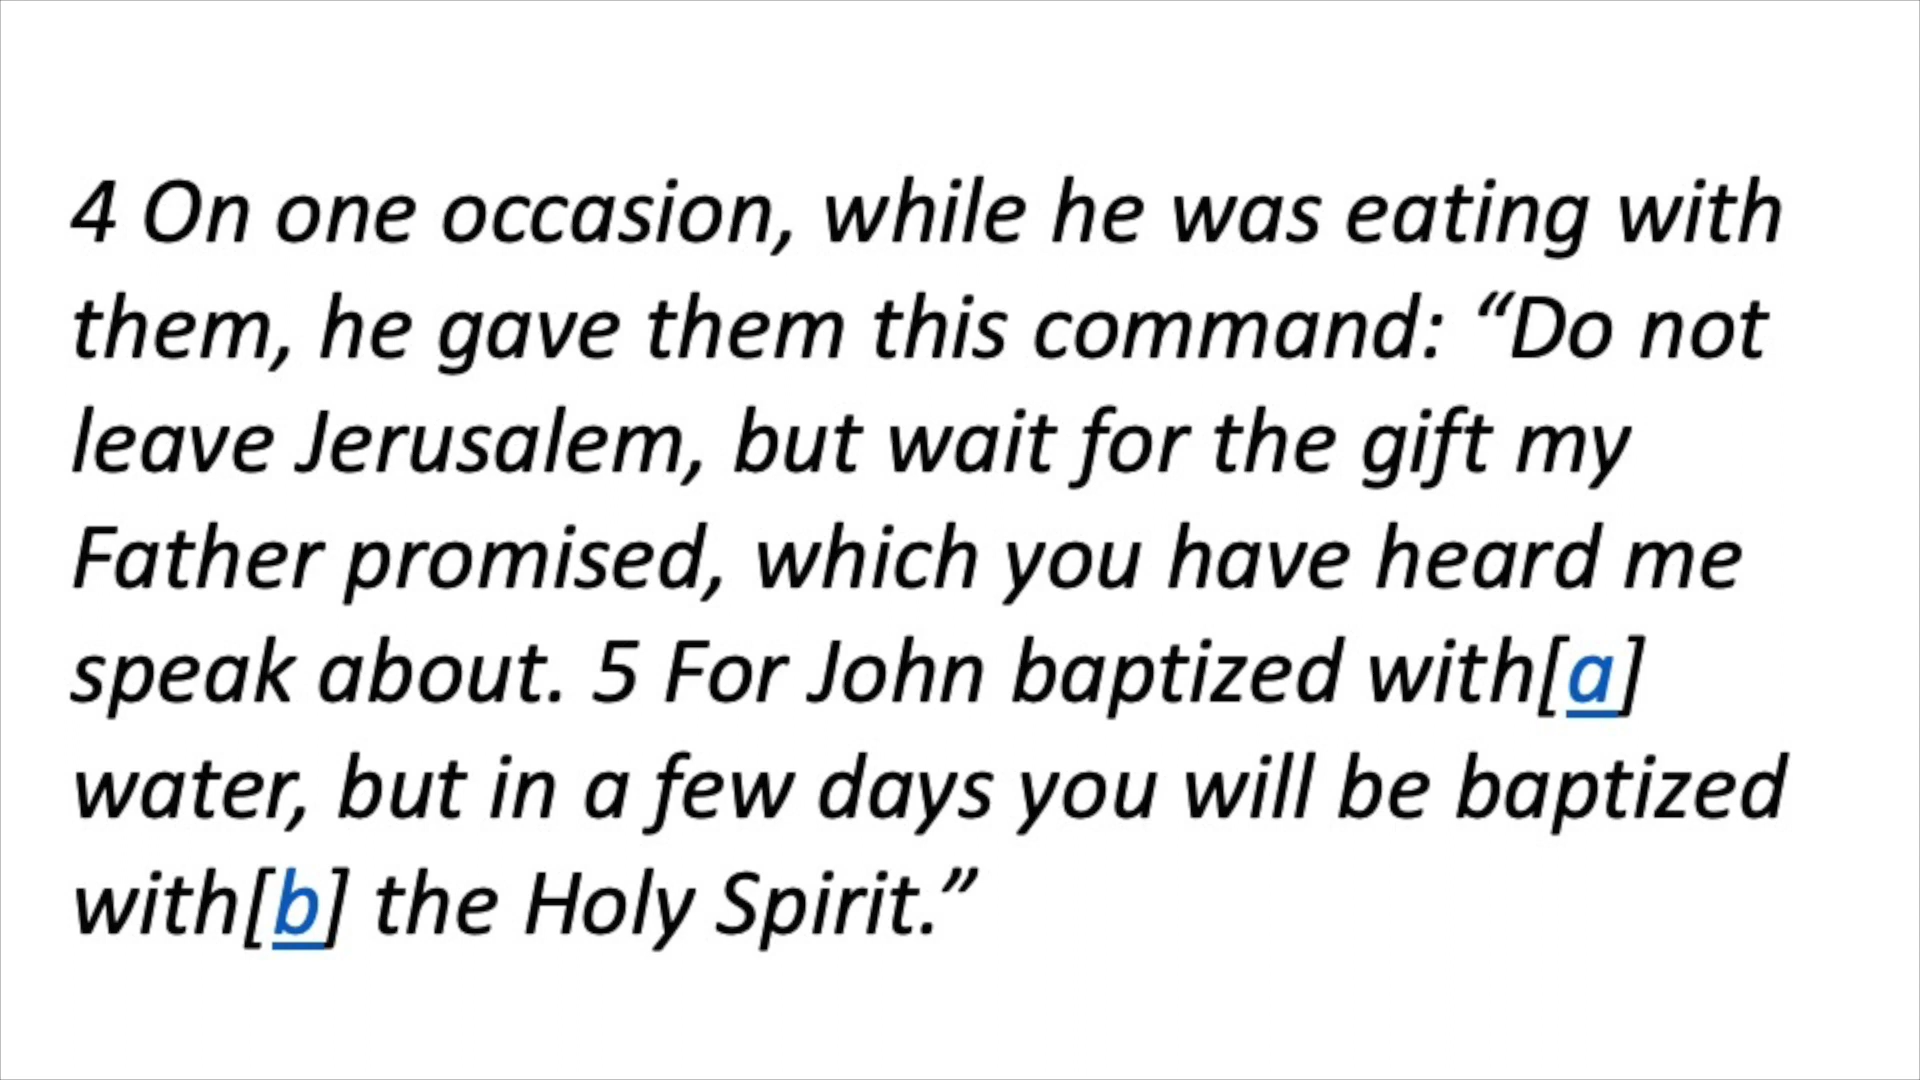 4 On one occasion, while he was eating with
them, he gave them this command: “Do not
leave Jerusalem, but wait for the gift my
Father promised, which you have heard me
speak about. 5 For John baptized with[a]
water, but in a few days you will be baptized
with[b] the Holy Spirit.”